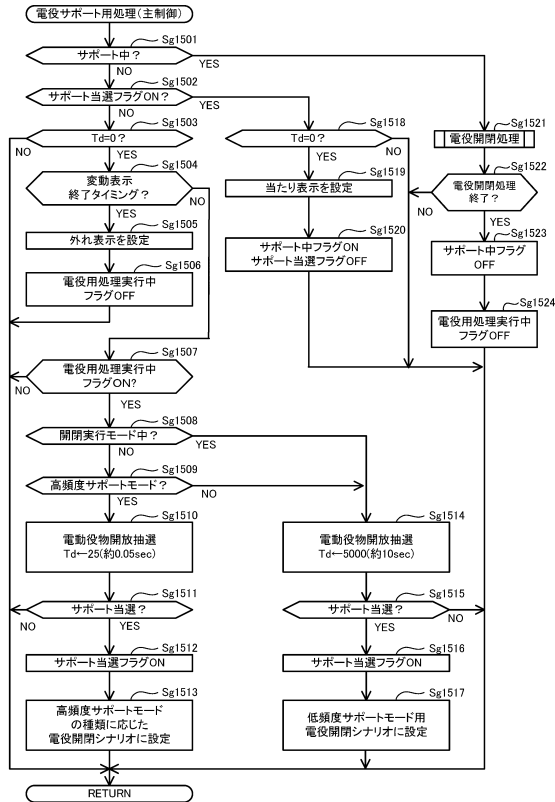 電役サポート用処理(主制御)
Sg1501
サポート中？
YES
NO
Sg1502
サポート当選フラグON？
YES
NO
Sg1503
Td=0？
NO
YES
Sg1504
変動表示
終了タイミング？
NO
YES
Sg1505
外れ表示を設定
Sg1506
電役用処理実行中
フラグOFF
Sg1518
Td=0？
NO
YES
Sg1519
当たり表示を設定
Sg1520
サポート中フラグON
サポート当選フラグOFF
Sg1521
電役開閉処理
Sg1522
電役開閉処理
終了？
NO
YES
Sg1523
サポート中フラグ
OFF
Sg1524
電役用処理実行中
フラグOFF
Sg1507
電役用処理実行中
フラグON?
NO
YES
Sg1508
開閉実行モード中？
YES
NO
Sg1509
高頻度サポートモード？
NO
YES
Sg1510
電動役物開放抽選
Td←25(約0.05sec)
Sg1511
サポート当選？
NO
YES
Sg1512
サポート当選フラグON
Sg1513
高頻度サポートモード
の種類に応じた
電役開閉シナリオに設定
Sg1514
電動役物開放抽選
Td←5000(約10sec)
Sg1515
サポート当選？
NO
YES
Sg1516
サポート当選フラグON
Sg1517
低頻度サポートモード用
電役開閉シナリオに設定
RETURN